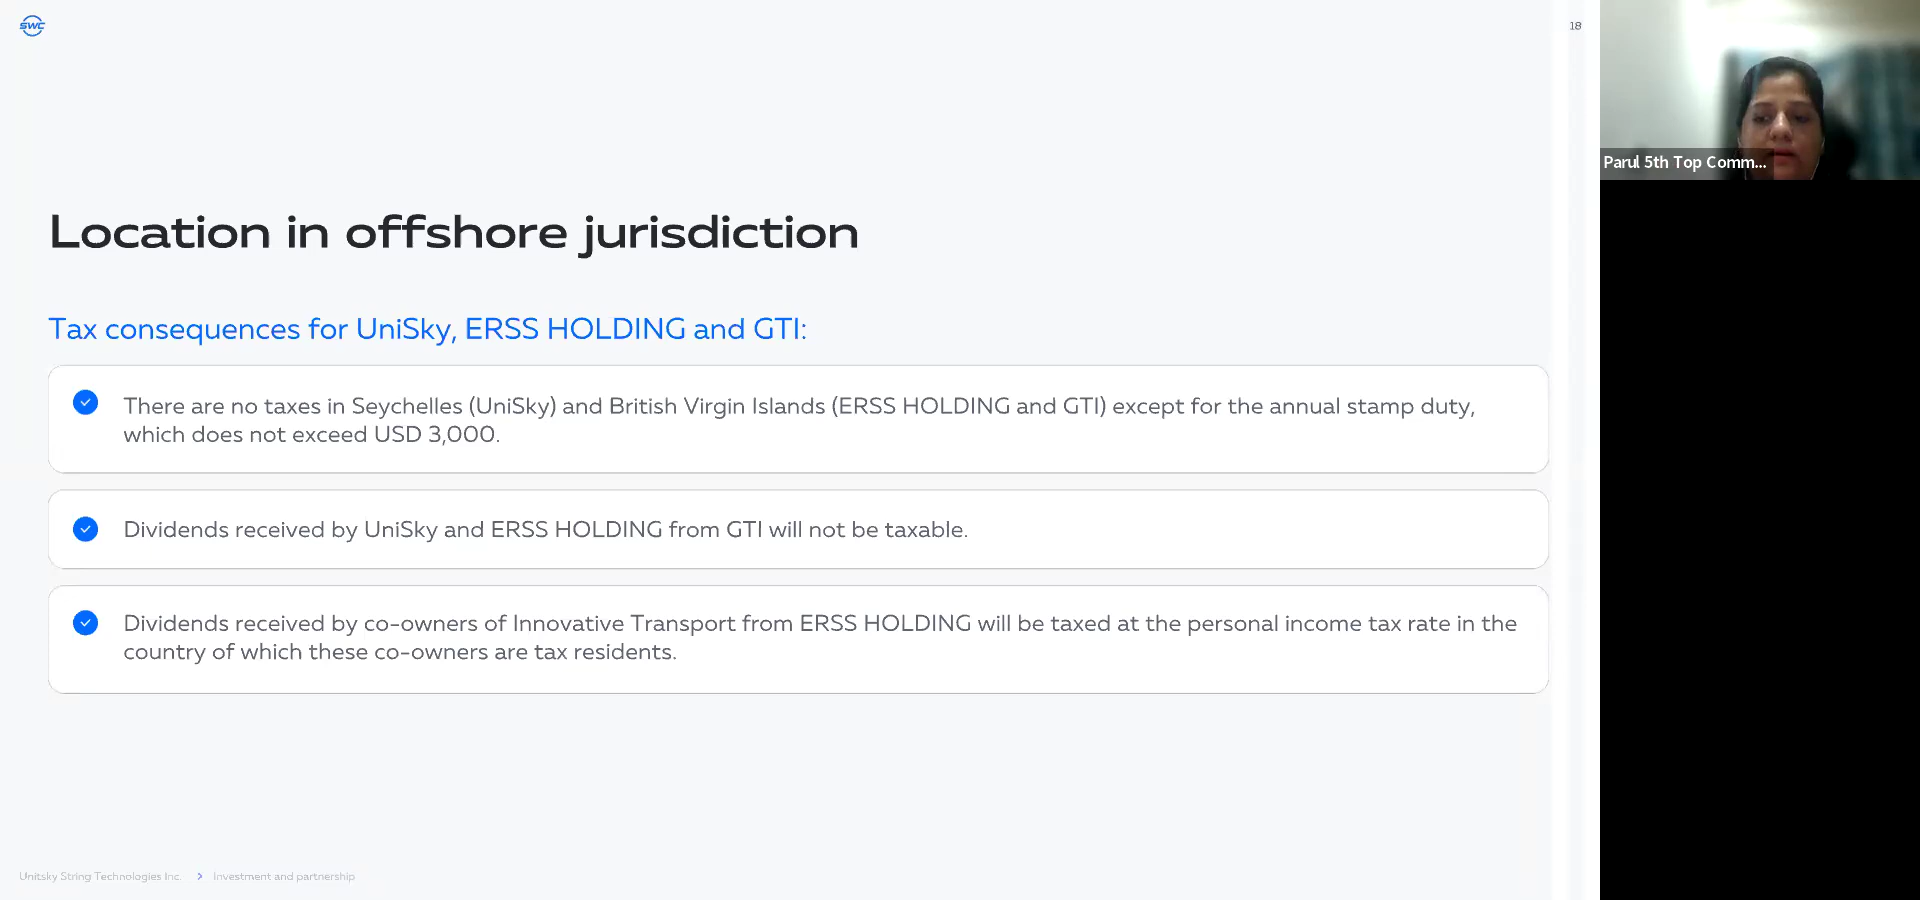 SWC
18
Parul 5th Top Comm...
Location in offshore jurisdiction
Tax consequences for UniSky, ERSS HOLDING and GTI:
There are no taxes in Seychelles (UniSky) and British Virgin Islands (ERSS HOLDING and GTI) except for the annual stamp duty,
which does not exceed USD 3,000.
Dividends received by UniSky and ERSS HOLDING from GTI will not be taxable.
Dividends received by co-owners of Innovative Transport from ERSS HOLDING will be taxed at the personal income tax rate in the
country of which these co-owners are tax residents.
Unitsky String Technologies Inc. > Investment and partnership